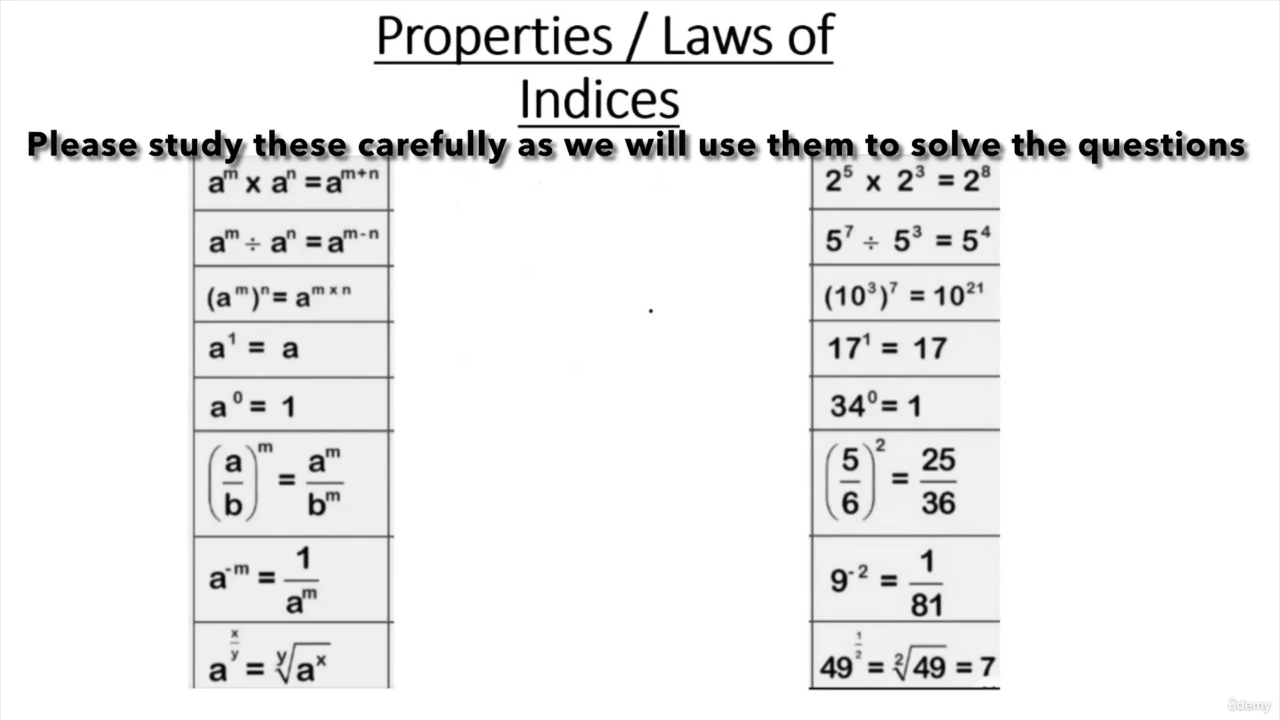 Properties / Laws of
Indices
Please study these carefully as we will use them to solve the questions
aᵐ x aⁿ = aᵐ⁺ⁿ
2⁵ x 2³ = 2⁸
aᵐ ÷ aⁿ = aᵐ⁻ⁿ
5⁷ ÷ 5³ = 5⁴
(aᵐ)ⁿ = aᵐ ˣ ⁿ
(10³)⁷ = 10²¹
a¹ = a
17¹ = 17
a⁰ = 1
34⁰ = 1
(a/b)ᵐ = aᵐ/bᵐ
(5/6)² = 25/36
a⁻ᵐ = 1/aᵐ
9⁻² = 1/81
a^(x/y) = ʸ√aˣ
49^(1/2) = ²√49 = 7
ûdemy